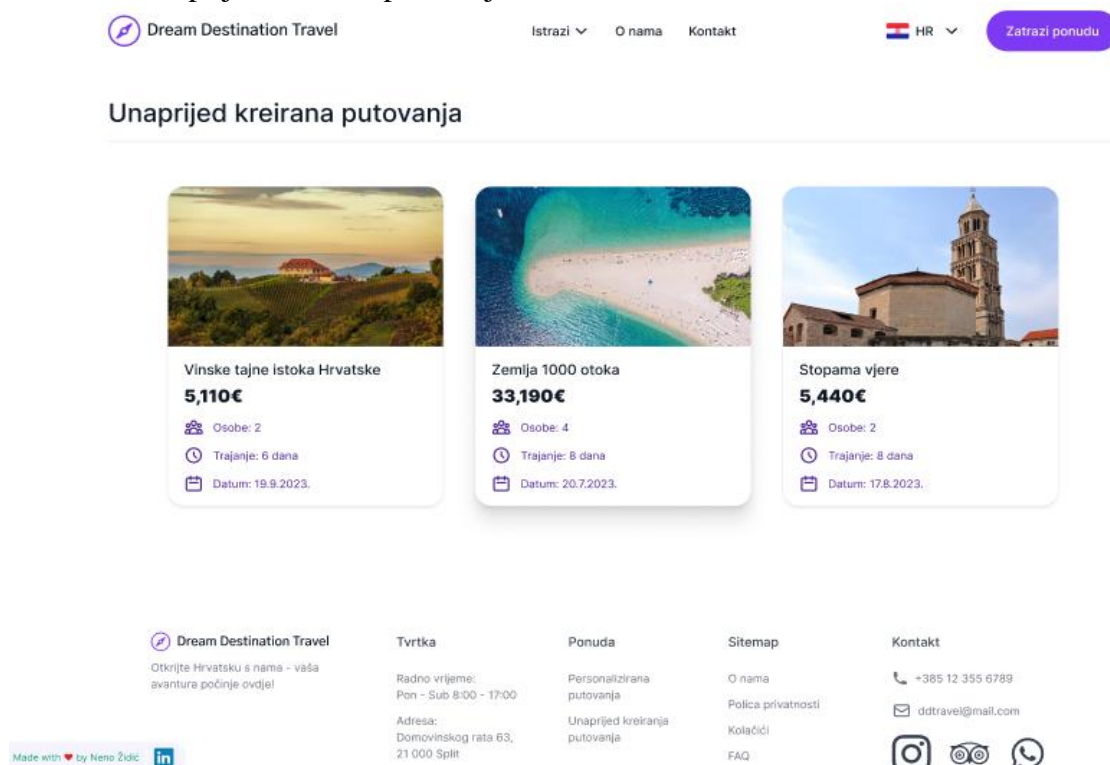 Dream Destination Travel
Istrazi
O nama
Kontakt
HR
Zatrazi ponudu
Unaprijed kreirana putovanja
Vinske tajne istoka Hrvatske
5,110€
Osobe: 2
Trajanje: 6 dana
Datum: 19.9.2023.
Zemlja 1000 otoka
33,190€
Osobe: 4
Trajanje: 8 dana
Datum: 20.7.2023.
Stopama vjere
5,440€
Osobe: 2
Trajanje: 8 dana
Datum: 17.8.2023.
Dream Destination Travel
Otkrijte Hrvatsku s nama - vaša
avantura počinje ovdje!
Tvrtka
Radno vrijeme:
Pon - Sub 8:00 - 17:00
Adresa:
Domovinskog rata 63,
21 000 Split
Ponuda
Personalizirana
putovanja
Unaprijed kreiranja
putovanja
Sitemap
O nama
Polica privatnosti
Kolačići
FAQ
Kontakt
+385 12 355 6789
ddtravel@mail.com
Made with ♥ by Neno Židić
in